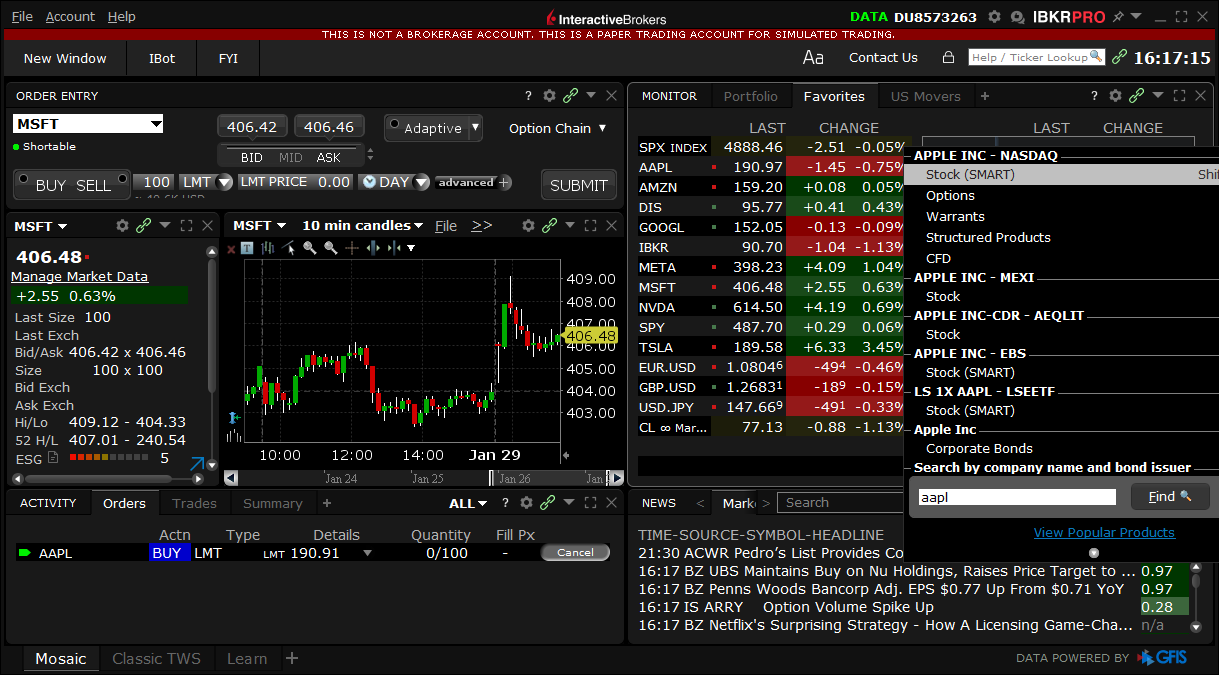 File Account Help
InteractiveBrokers
DATA DU8573263 IBKRPRO
THIS IS NOT A BROKERAGE ACCOUNT. THIS IS A PAPER TRADING ACCOUNT FOR SIMULATED TRADING.
New Window IBot FYI
Aa Contact Us Help / Ticker Lookup 16:17:15
ORDER ENTRY ?
MSFT 406.42 406.46 Adaptive Option Chain
Shortable
BID MID ASK
BUY SELL 100 LMT LMT PRICE 0.00 DAY advanced + SUBMIT
MSFT
406.48
Manage Market Data
+2.55 0.63%
Last Size 100
Last Exch
Bid/Ask 406.42 x 406.46
Size 100 x 100
Bid Exch
Ask Exch
Hi/Lo 409.12 - 404.33
52 H/L 407.01 - 240.54
ESG 5
MSFT 10 min candles File >>
409.00
408.00
407.00
406.48
406.00
405.00
404.00
403.00
10:00 12:00 14:00 Jan 29
Jan 24 Jan 25 Jan 26 Jan
ACTIVITY Orders Trades Summary + ALL ?
Actn Type Details Quantity Fill Px
AAPL BUY LMT LMT 190.91 0/100 - Cancel
MONITOR Portfolio Favorites US Movers + ?
LAST CHANGE LAST CHANGE
SPX INDEX 4888.46 -2.51 -0.05%
AAPL 190.97 -1.45 -0.75%
AMZN 159.20 +0.08 0.05%
DIS 95.77 +0.41 0.43%
GOOGL 152.05 -0.13 -0.09%
IBKR 90.70 -1.04 -1.13%
META 398.23 +4.09 1.04%
MSFT 406.48 +2.55 0.63%
NVDA 614.50 +4.19 0.69%
SPY 487.70 +0.29 0.06%
TSLA 189.58 +6.33 3.45%
EUR.USD 1.08046 -494 -0.46%
GBP.USD 1.26831 -189 -0.15%
USD.JPY 147.669 -491 -0.33%
CL ∞ Mar... 77.13 -0.88 -1.13%
APPLE INC - NASDAQ
Stock (SMART) Shif
Options
Warrants
Structured Products
CFD
APPLE INC - MEXI
Stock
APPLE INC-CDR - AEQLIT
Stock
APPLE INC - EBS
Stock (SMART)
LS 1X AAPL - LSEETF
Stock (SMART)
Apple Inc
Corporate Bonds
Search by company name and bond issuer
aapl Find
View Popular Products
NEWS < Mark > Search
TIME-SOURCE-SYMBOL-HEADLINE
21:30 ACWR Pedro's List Provides Co
16:17 BZ UBS Maintains Buy on Nu Holdings, Raises Price Target to ... 0.97
16:17 BZ Penns Woods Bancorp Adj. EPS $0.77 Up From $0.71 YoY 0.97
16:17 IS ARRY Option Volume Spike Up 0.28
16:17 BZ Netflix's Surprising Strategy - How A Licensing Game-Cha... n/a
Mosaic Classic TWS Learn +
DATA POWERED BY GFIS